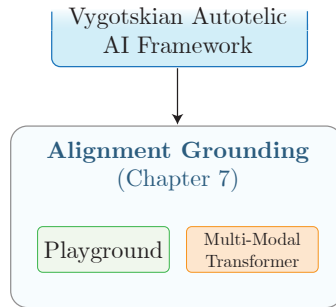 Vygotskian Autotelic
AI Framework
Alignment Grounding
(Chapter 7)
Playground
Multi-Modal
Transformer